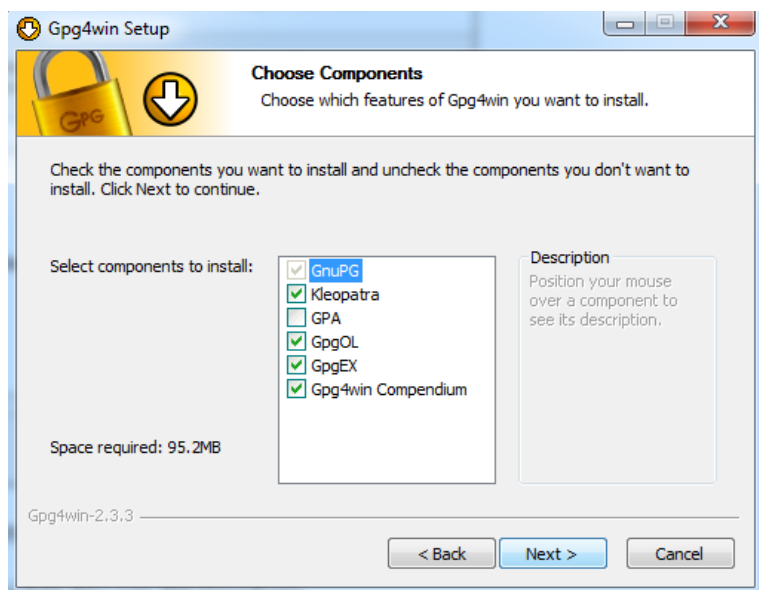 Gpg4win Setup
GPG
Choose Components
Choose which features of Gpg4win you want to install.
Check the components you want to install and uncheck the components you don't want to
install. Click Next to continue.
Select components to install:
GnuPG
Kleopatra
GPA
GpgOL
GpgEX
Gpg4win Compendium
Description
Position your mouse
over a component to
see its description.
Space required: 95.2MB
Gpg4win-2.3.3
< Back
Next >
Cancel